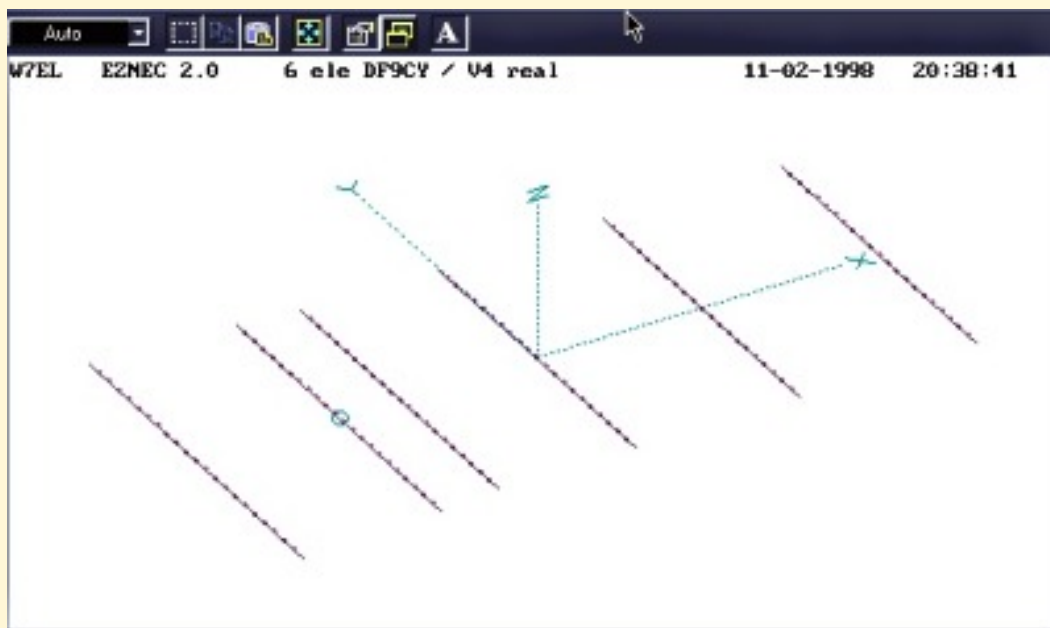 Auto
A
W7EL EZNEC 2.0 6 ele DF9CY / V4 real 11-02-1998 20:38:41
Y
Z
X